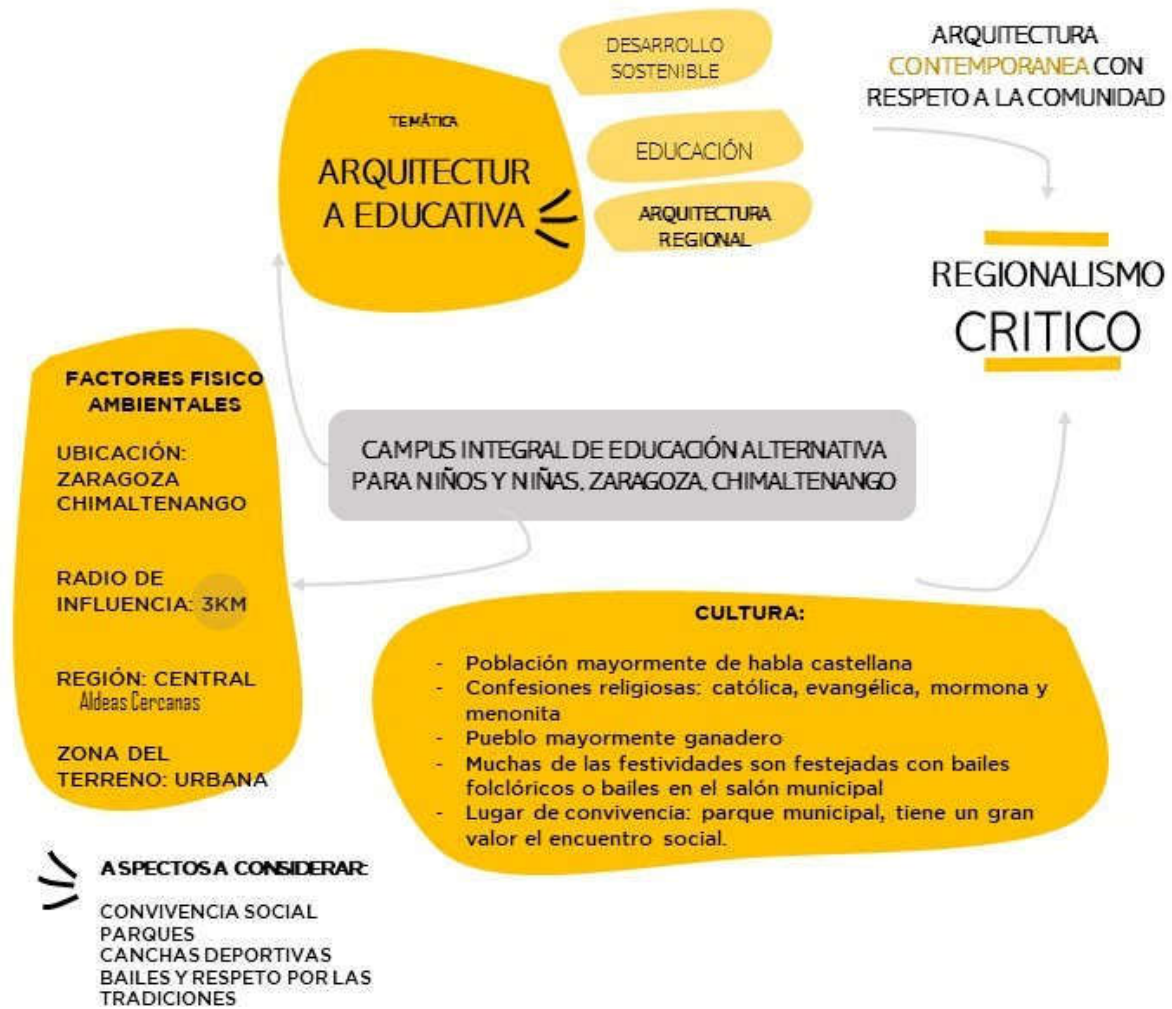 TEMÁTICA
ARQUITECTUR
A EDUCATIVA
DESARROLLO
SOSTENIBLE
EDUCACIÓN
ARQUITECTURA
REGIONAL
ARQUITECTURA
CONTEMPORANEA CON
RESPETO A LA COMUNIDAD
REGIONALISMO
CRITICO
CAMPUS INTEGRAL DE EDUCACIÓN ALTERNATIVA
PARA NIÑOS Y NIÑAS, ZARAGOZA, CHIMALTENANGO
FACTORES FISICO
AMBIENTALES
UBICACIÓN:
ZARAGOZA
CHIMALTENANGO
RADIO DE
INFLUENCIA: 3KM
REGIÓN: CENTRAL
Aldeas Cercanas
ZONA DEL
TERRENO: URBANA
CULTURA:
- Población mayormente de habla castellana
- Confesiones religiosas: católica, evangélica, mormona y
menonita
- Pueblo mayormente ganadero
- Muchas de las festividades son festejadas con bailes
folclóricos o bailes en el salón municipal
- Lugar de convivencia: parque municipal, tiene un gran
valor el encuentro social.
ASPECTOS A CONSIDERAR:
CONVIVENCIA SOCIAL
PARQUES
CANCHAS DEPORTIVAS
BAILES Y RESPETO POR LAS
TRADICIONES